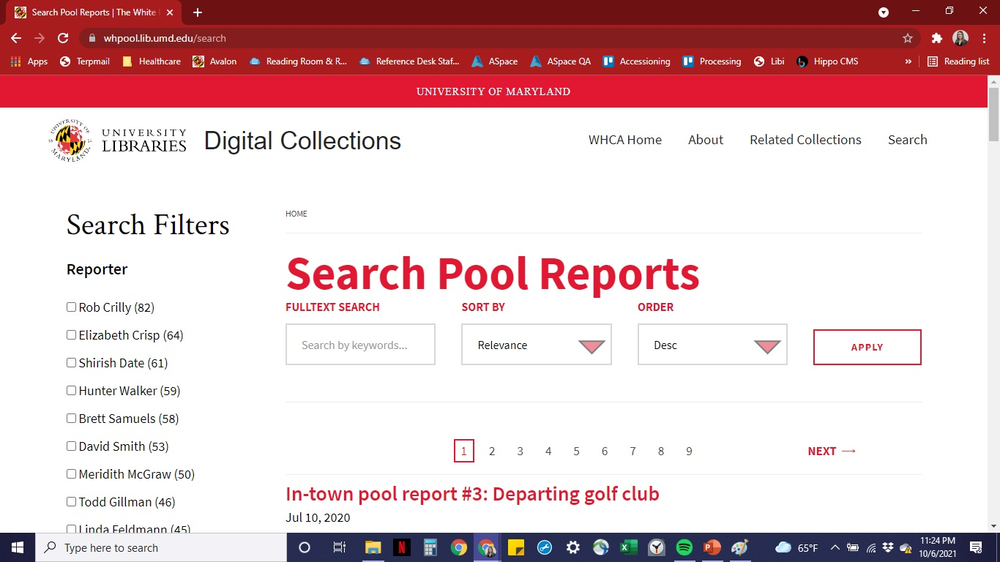 Search Pool Reports | The White
whpool.lib.umd.edu/search
Apps Terpmail Healthcare Avalon Reading Room & R... Reference Desk Staf... ASpace ASpace QA Accessioning Processing Libi Hippo CMS » Reading list
UNIVERSITY OF MARYLAND
UNIVERSITY
LIBRARIES
Digital Collections
WHCA Home About Related Collections Search
UNIVERSITY OF
MARYLAND
18 56
Search Filters
Reporter
Rob Crilly (82)
Elizabeth Crisp (64)
Shirish Date (61)
Hunter Walker (59)
Brett Samuels (58)
David Smith (53)
Meridith McGraw (50)
Todd Gillman (46)
Linda Feldmann (45)
HOME
Search Pool Reports
FULLTEXT SEARCH SORT BY ORDER
Search by keywords... Relevance Desc APPLY
1 2 3 4 5 6 7 8 9 NEXT →
In-town pool report #3: Departing golf club
Jul 10, 2020
Type here to search
65°F
11:24 PM
10/6/2021